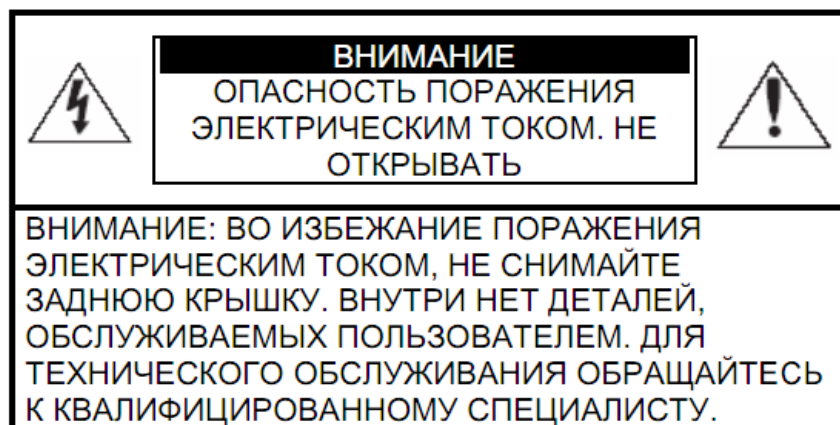 ВНИМАНИЕ
ОПАСНОСТЬ ПОРАЖЕНИЯ
ЭЛЕКТРИЧЕСКИМ ТОКОМ. НЕ
ОТКРЫВАТЬ
ВНИМАНИЕ: ВО ИЗБЕЖАНИЕ ПОРАЖЕНИЯ
ЭЛЕКТРИЧЕСКИМ ТОКОМ, НЕ СНИМАЙТЕ
ЗАДНЮЮ КРЫШКУ. ВНУТРИ НЕТ ДЕТАЛЕЙ,
ОБСЛУЖИВАЕМЫХ ПОЛЬЗОВАТЕЛЕМ. ДЛЯ
ТЕХНИЧЕСКОГО ОБСЛУЖИВАНИЯ ОБРАЩАЙТЕСЬ
К КВАЛИФИЦИРОВАННОМУ СПЕЦИАЛИСТУ.